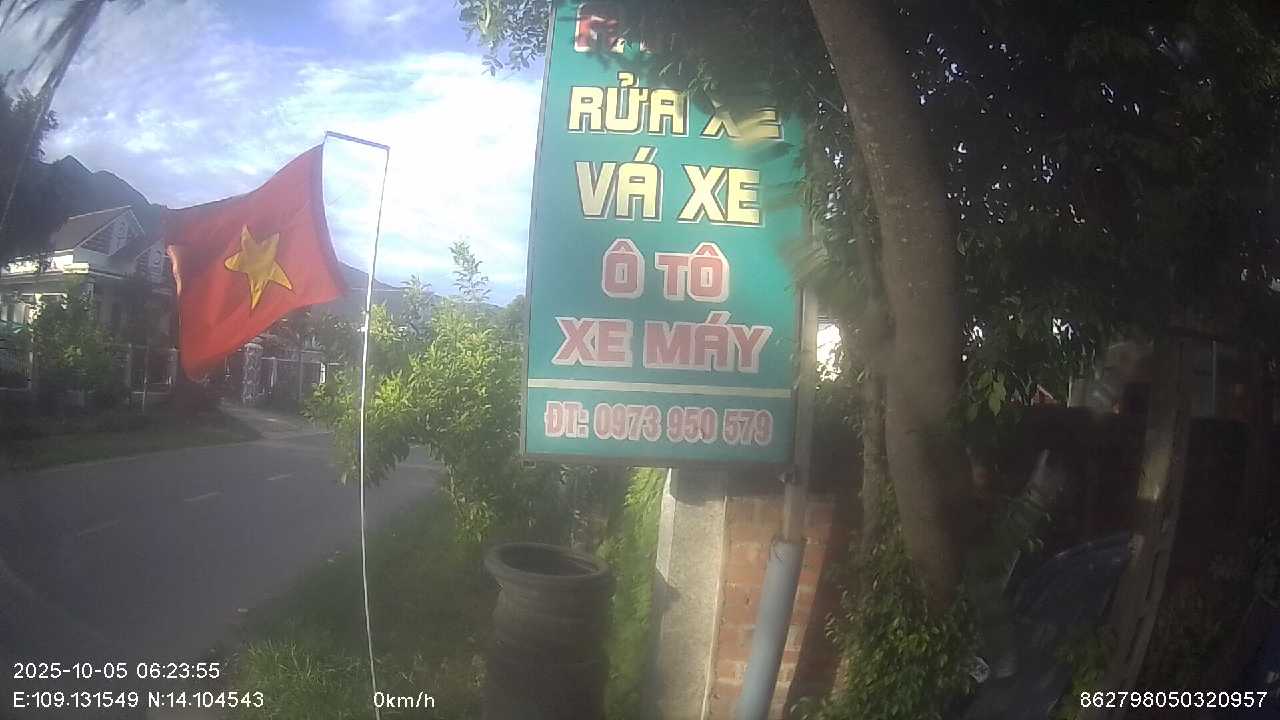 RỬA XE
VÁ XE
Ô TÔ
XE MÁY
ĐT: 0973 959 579
2025-10-05 06:23:55
E:109.131549 N:14.104543
0km/h
862798050320957